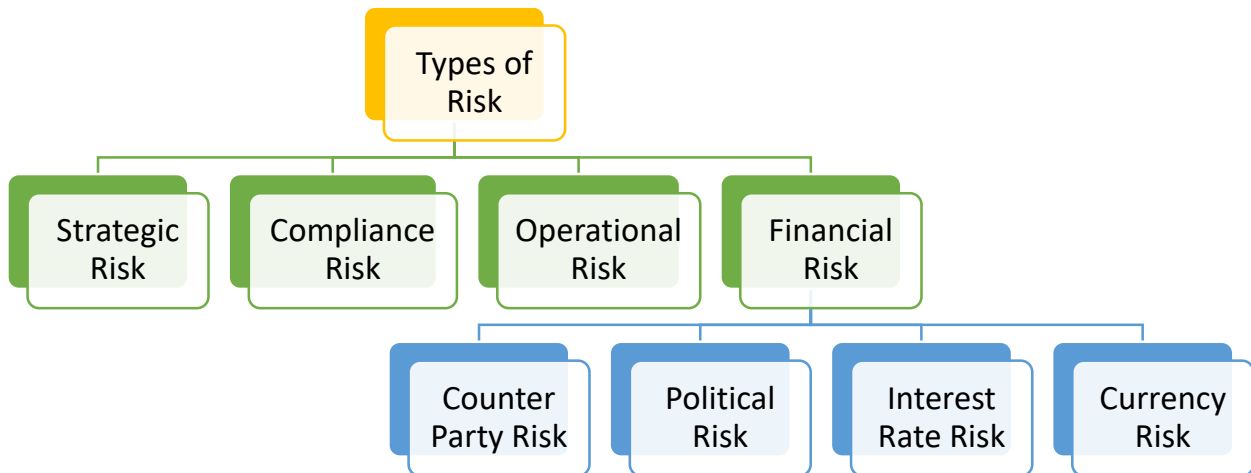 Types of
Risk
Strategic
Risk
Compliance
Risk
Operational
Risk
Financial
Risk
Counter
Party Risk
Political
Risk
Interest
Rate Risk
Currency
Risk